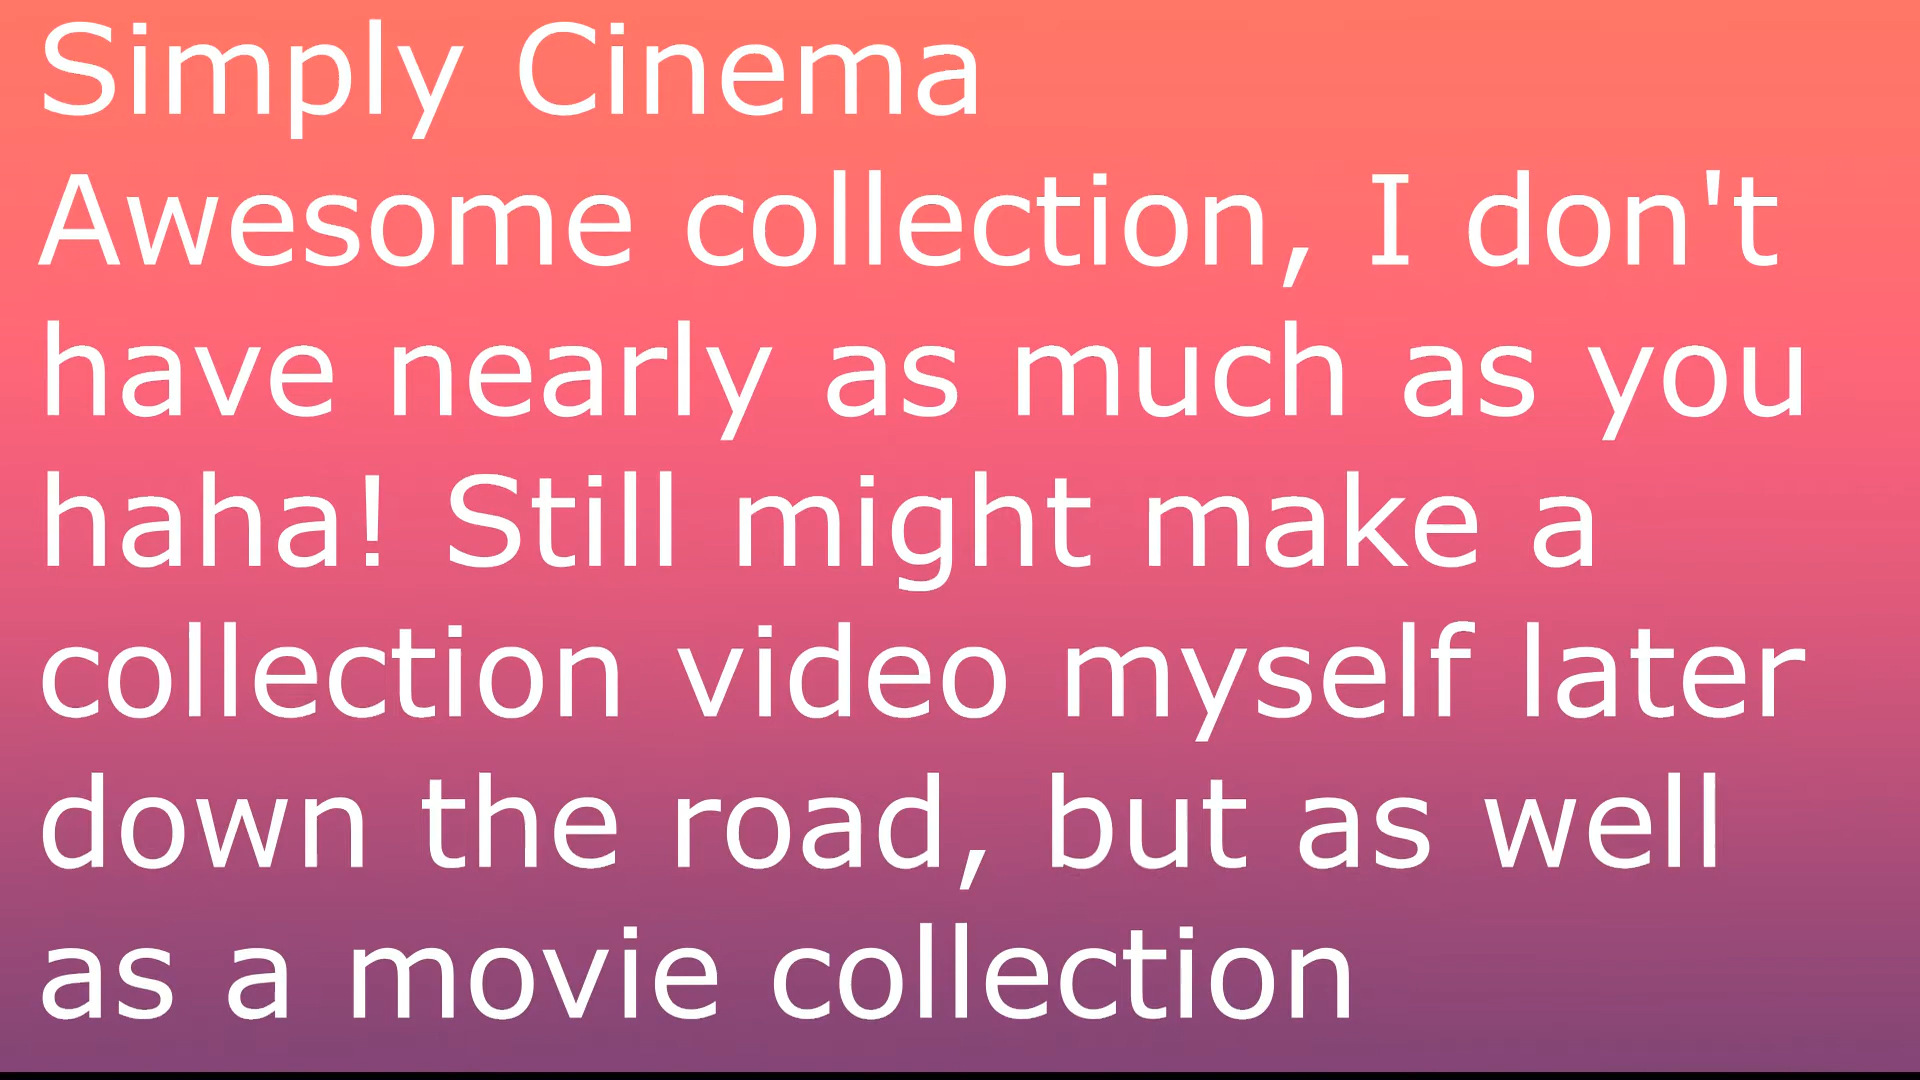 Simply Cinema
Awesome collection, I don't
have nearly as much as you
haha! Still might make a
collection video myself later
down the road, but as well
as a movie collection